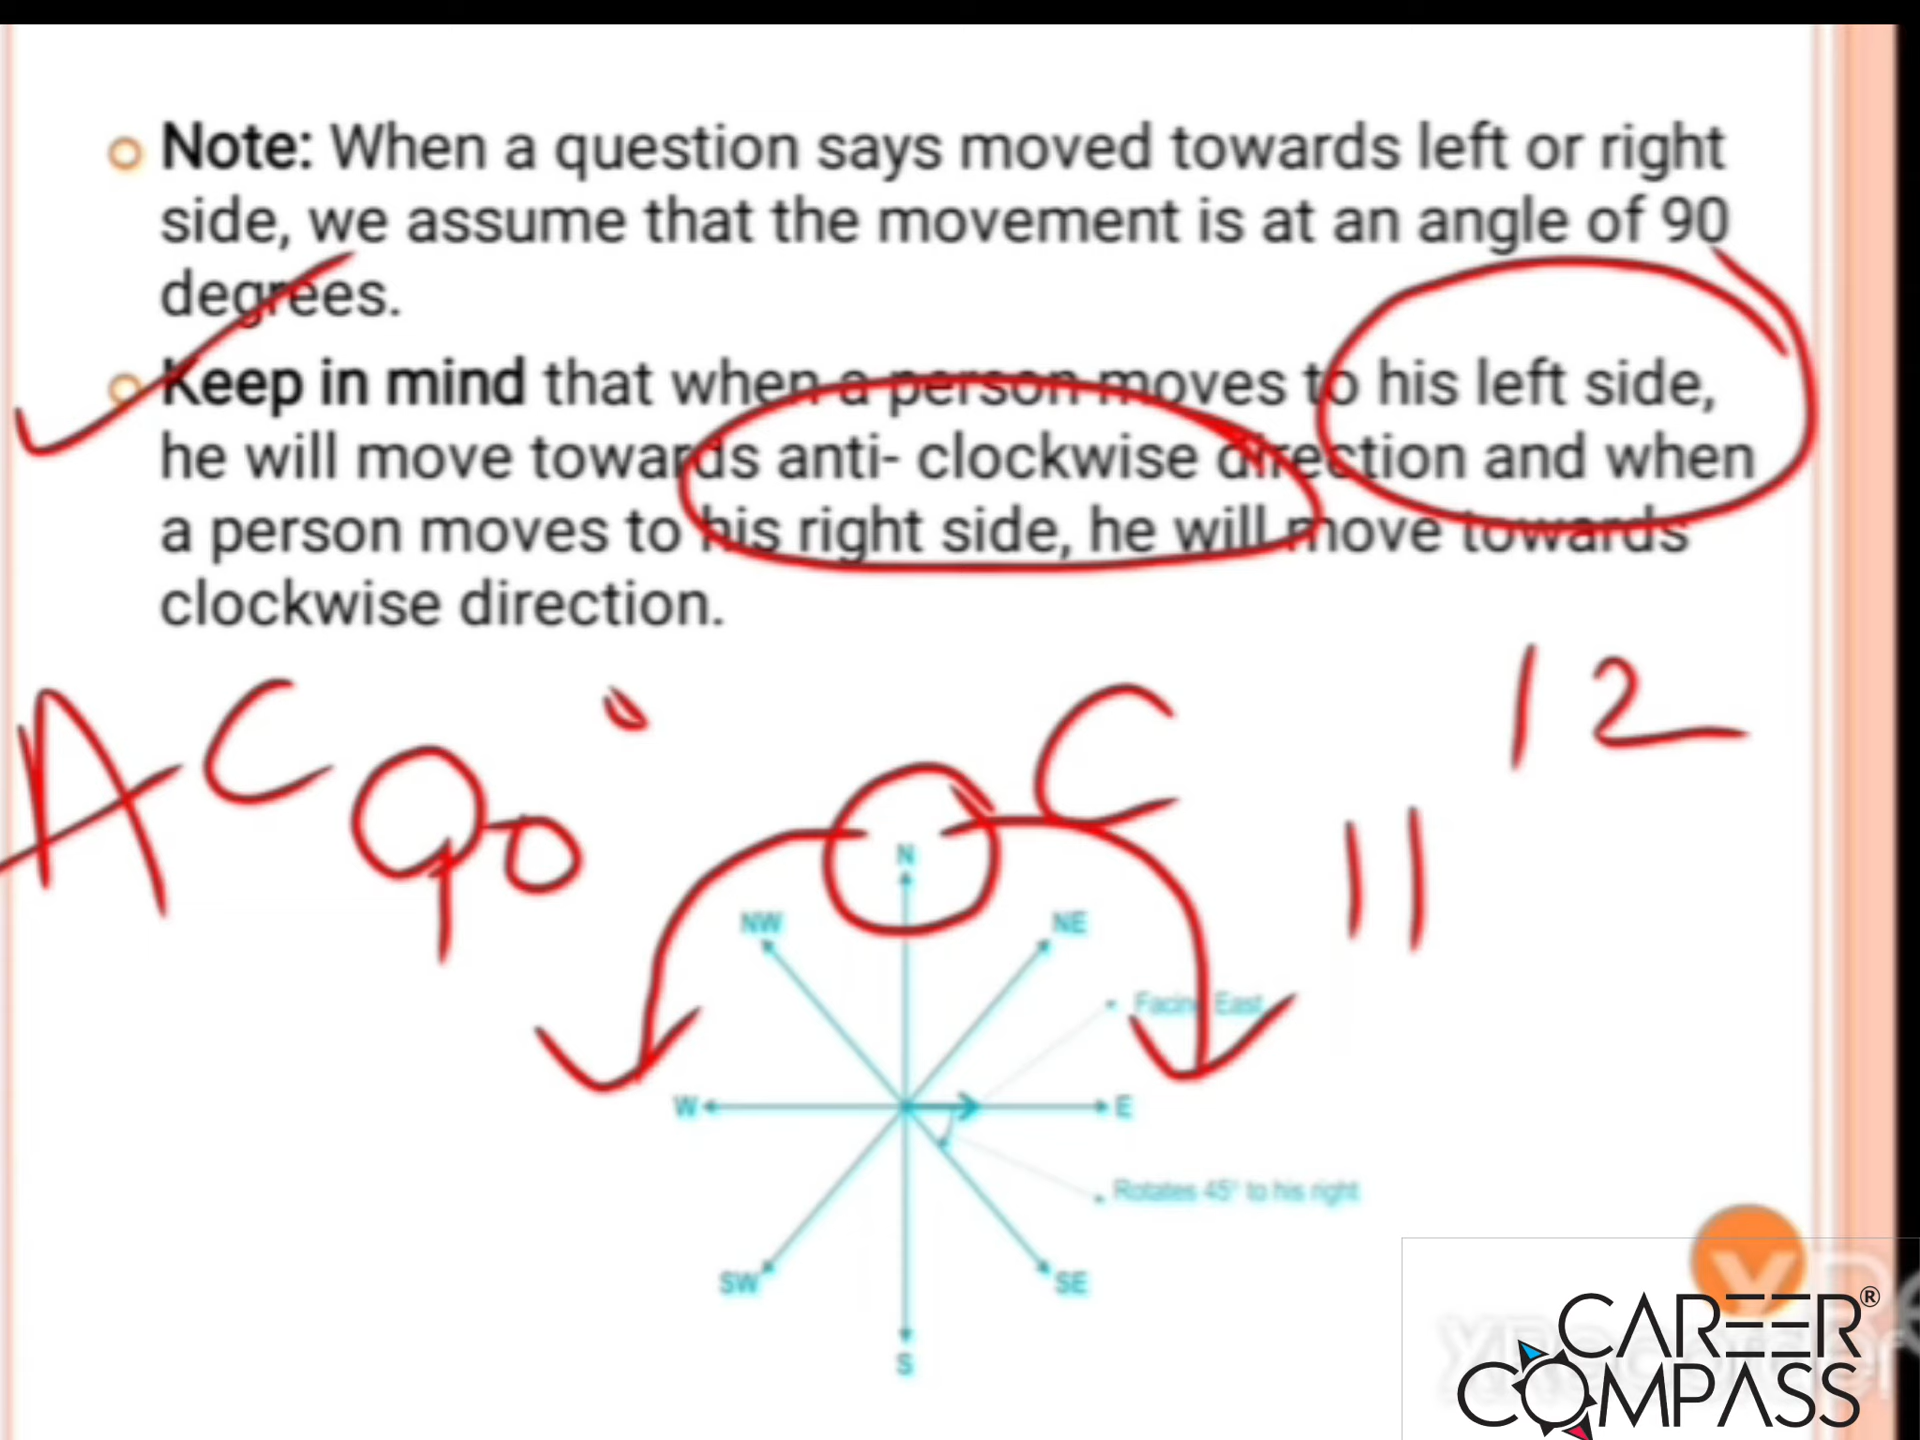 Note: When a question says moved towards left or right
side, we assume that the movement is at an angle of 90
degrees.
Keep in mind that when a person moves to his left side,
he will move towards anti- clockwise direction and when
a person moves to his right side, he will move towards
clockwise direction.
AC 90°
C
12
11
N
NW
NE
Facing East
W
E
Rotates 45° to his right
SW
SE
S
CAREER®
COMPASS